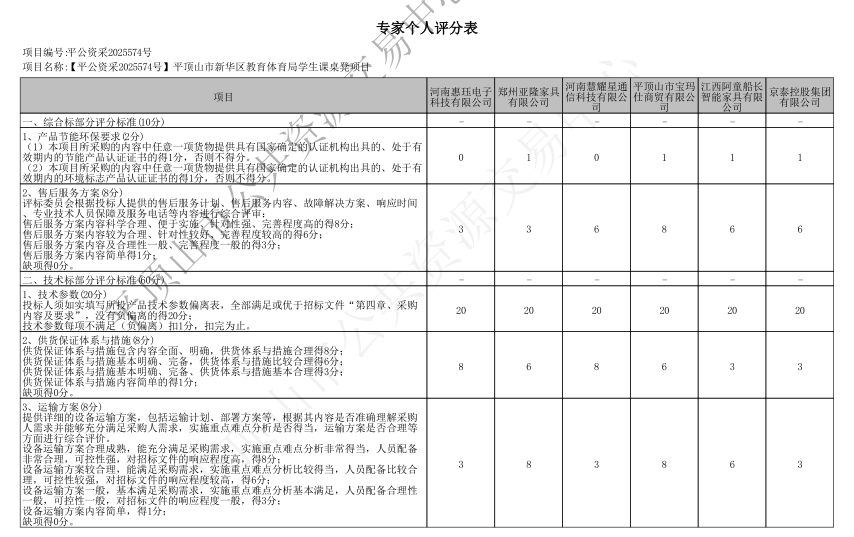 专家个人评分表
项目编号:平公资采2025574号
项目名称:【平公资采2025574号】平顶山市新华区教育体育局学生课桌凳项目
项目
河南惠珏电子
科技有限公司
郑州亚隆家具
有限公司
河南慧耀星通
信科技有限公
司
平顶山市宝玛
仕商贸有限公
司
江西阿童船长
智能家具有限
公司
京泰控股集团
有限公司
一、综合标部分评分标准(10分) - - - - - -
1、产品节能环保要求(2分)
(1)本项目所采购的内容中任意一项货物提供具有国家确定的认证机构出具的、处于有
效期内的节能产品认证证书的得1分，否则不得分。
(2)本项目所采购的内容中任意一项货物提供具有国家确定的认证机构出具的、处于有
效期内的环境标志产品认证证书的得1分，否则不得分。
0 1 0 1 1 1
2、售后服务方案(8分)
评标委员会根据投标人提供的售后服务计划、售后服务内容、故障解决方案、响应时间
、专业技术人员保障及服务电话等内容进行综合评审;
售后服务方案内容科学合理、便于实施、针对性强、完善程度高的得8分;
售后服务方案内容较为合理、针对性较好、完善程度较高的得6分;
售后服务方案内容及合理性一般、完善程度一般的得3分;
售后服务方案内容简单得1分;
缺项得0分。
3 3 6 8 6 6
二、技术标部分评分标准(60分) - - - - - -
1、技术参数(20分)
投标人须如实填写所投产品技术参数偏离表，全部满足或优于招标文件“第四章、采购
内容及要求”，没有负偏离的得20分;
技术参数每项不满足（负偏离）扣1分，扣完为止。
20 20 20 20 20 20
2、供货保证体系与措施(8分)
供货保证体系与措施包含内容全面、明确，供货体系与措施合理得8分;
供货保证体系与措施基本明确、完备，供货体系与措施比较合理得6分;
供货保证体系与措施基本明确、完备、供货体系与措施基本合理得3分;
供货保证体系与措施内容简单的得1分;
缺项得0分。
8 6 8 6 3 3
3、运输方案(8分)
提供详细的设备运输方案，包括运输计划、部署方案等，根据其内容是否准确理解采购
人需求并能够充分满足采购人需求，实施重点难点分析是否得当，运输方案是否合理等
方面进行综合评价。
设备运输方案合理成熟，能充分满足采购需求，实施重点难点分析非常得当，人员配备
非常合理，可控性强，对招标文件的响应程度高，得8分;
设备运输方案较合理，能满足采购需求，实施重点难点分析比较得当，人员配备比较合
理，可控性较强，对招标文件的响应程度较高，得6分;
设备运输方案一般，基本满足采购需求，实施重点难点分析基本满足，人员配备合理性
一般，可控性一般，对招标文件的响应程度一般，得3分;
设备运输方案内容简单，得1分;
缺项得0分。
3 8 3 8 6 3
平顶山市公共资源交易中心
平顶山市公共资源交易中心